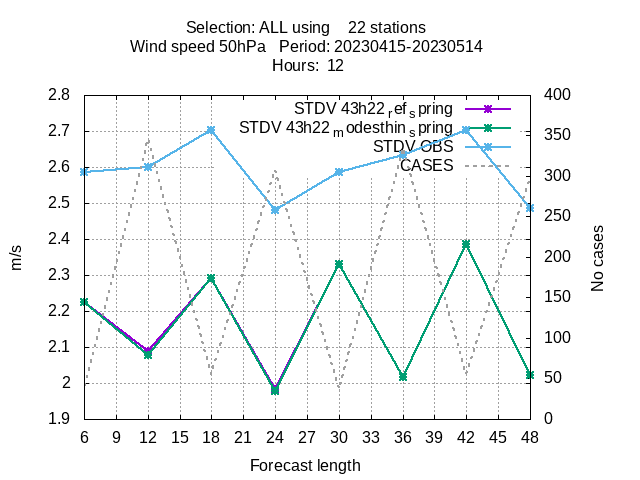 Selection: ALL using 22 stations
Wind speed 50hPa Period: 20230415-20230514
Hours: 12
STDV 43h22 ref spring
STDV 43h22 modesthin spring
STDV OBS
CASES
2.8
2.7
2.6
2.5
2.4
2.3
2.2
2.1
2
1.9
m/s
400
350
300
250
200
150
100
50
0
No cases
6 9 12 15 18 21 24 27 30 33 36 39 42 45 48
Forecast length